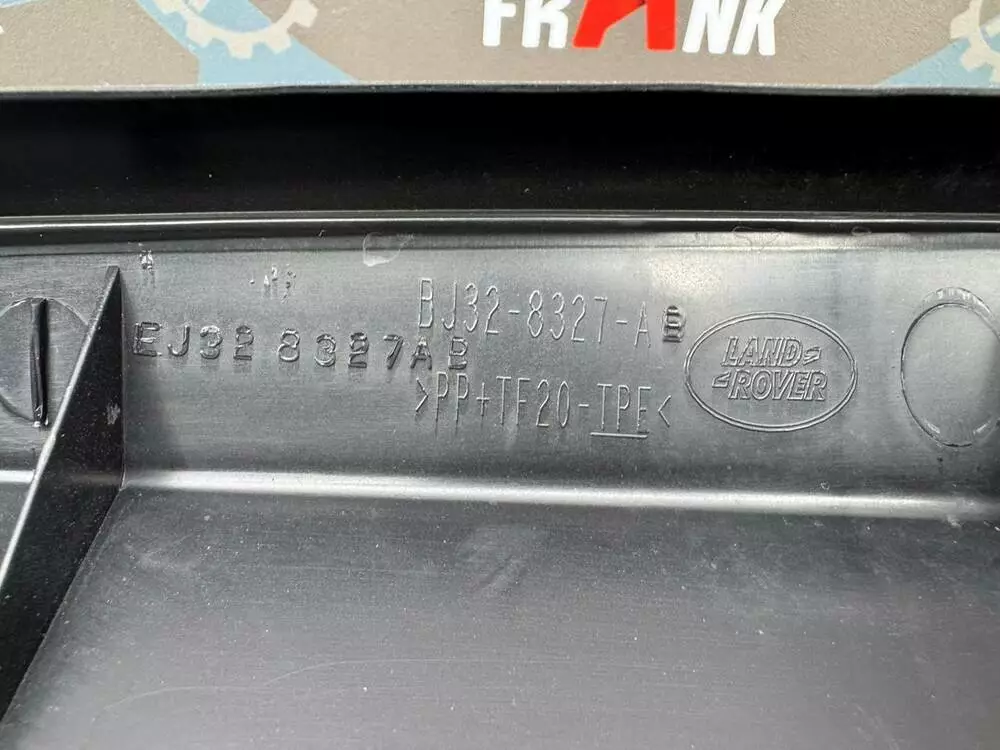 FRANK
BJ32-8327-AB
EJ32 8327AB
>PP+TF20-TPE<
LAND
ROVER